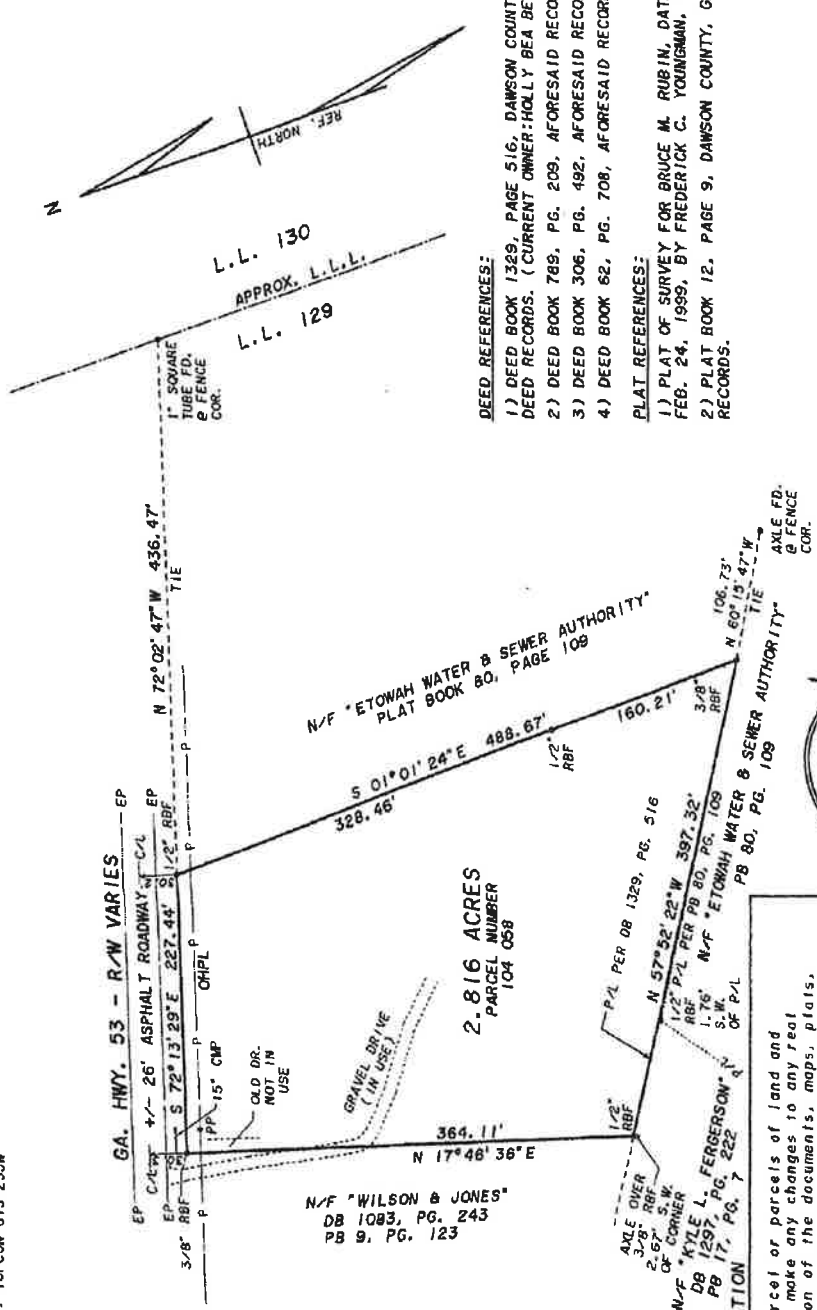 GA. HWY. 53 - R/W VARIES
EP
EP
C/L
+/- 26' ASPHALT ROADWAY
C/L
EP
EP
3/8" RBF
S 72° 13' 29" E 227.44'
1/2" RBF
N 72° 02' 47" W 436.47'
TIE
1" SQUARE
TUBE FD.
@ FENCE
COR.
P
P
P
P
P
OHPL
PP
15" CMP
OLD DR.
NOT IN
USE
GRAVEL DRIVE
(IN USE)
364.11'
N 17° 46' 36" E
N/F "WILSON & JONES"
DB 1083, PG. 243
PB 9, PG. 123
2.816 ACRES
PARCEL NUMBER
104 058
S 01° 01' 24" E 488.67'
328.46'
1/2"
RBF
160.21'
3/8"
RBF
N/F "ETOWAH WATER & SEWER AUTHORITY"
PLAT BOOK 80, PAGE 109
106.73'
N 60° 15' 47" W
TIE
AXLE FD.
@ FENCE
COR.
P/L PER DB 1329, PG. 516
N 57° 52' 22" W 397.32'
P/L PER PB 80, PG. 109
N/F "ETOWAH WATER & SEWER AUTHORITY"
PB 80, PG. 109
1/2"
RBF
1.76'
S.W.
OF P/L
1/2"
RBF
AXLE OVER
3/8" RBF
2.67' S.W.
OF CORNER
N/F "KYLE L. FERGERSON"
DB 1297, PG. 222
PB 17, PG. 7
P/L
N
REF. NORTH
L.L. 130
APPROX. L.L.L.
L.L. 129
DEED REFERENCES:
1) DEED BOOK 1329, PAGE 516, DAWSON COUNT
DEED RECORDS. (CURRENT OWNER:HOLLY BEA BE
2) DEED BOOK 789, PG. 209, AFORESAID RECO
3) DEED BOOK 306, PG. 492, AFORESAID RECO
4) DEED BOOK 62, PG. 708, AFORESAID RECOR
PLAT REFERENCES:
1) PLAT OF SURVEY FOR BRUCE M. RUBIN, DAT
FEB. 24, 1999, BY FREDERICK C. YOUNGMAN.
2) PLAT BOOK 12, PAGE 9, DAWSON COUNTY, G
RECORDS.
TION
rcel or parcels of land and
make any changes to any real
on of the documents, maps, plats,